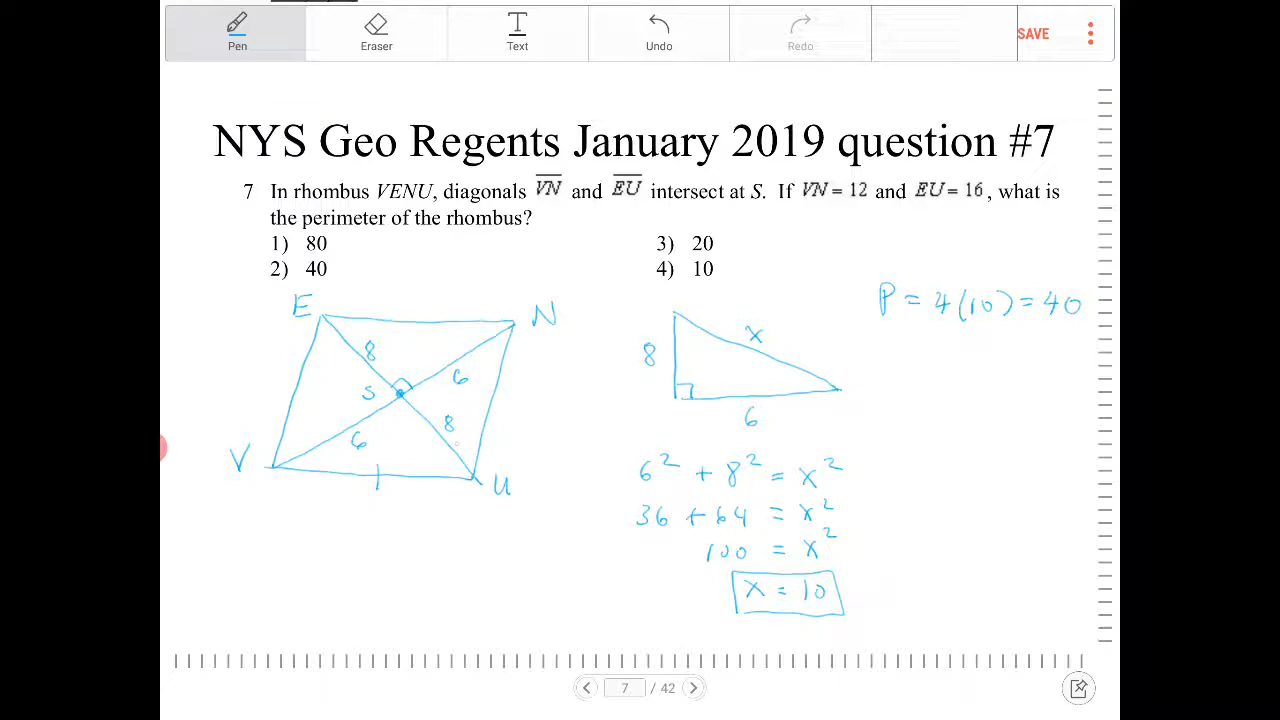 Pen Eraser Text Undo Redo SAVE
NYS Geo Regents January 2019 question #7
7 In rhombus VENU, diagonals VN and EU intersect at S. If VN = 12 and EU = 16, what is
the perimeter of the rhombus?
1) 80 3) 20
2) 40 4) 10
P = 4(10) = 40
E N
8 6
S
6 8
V U
8 x
6
6² + 8² = x²
36 + 64 = x²
100 = x²
x = 10
7 / 42